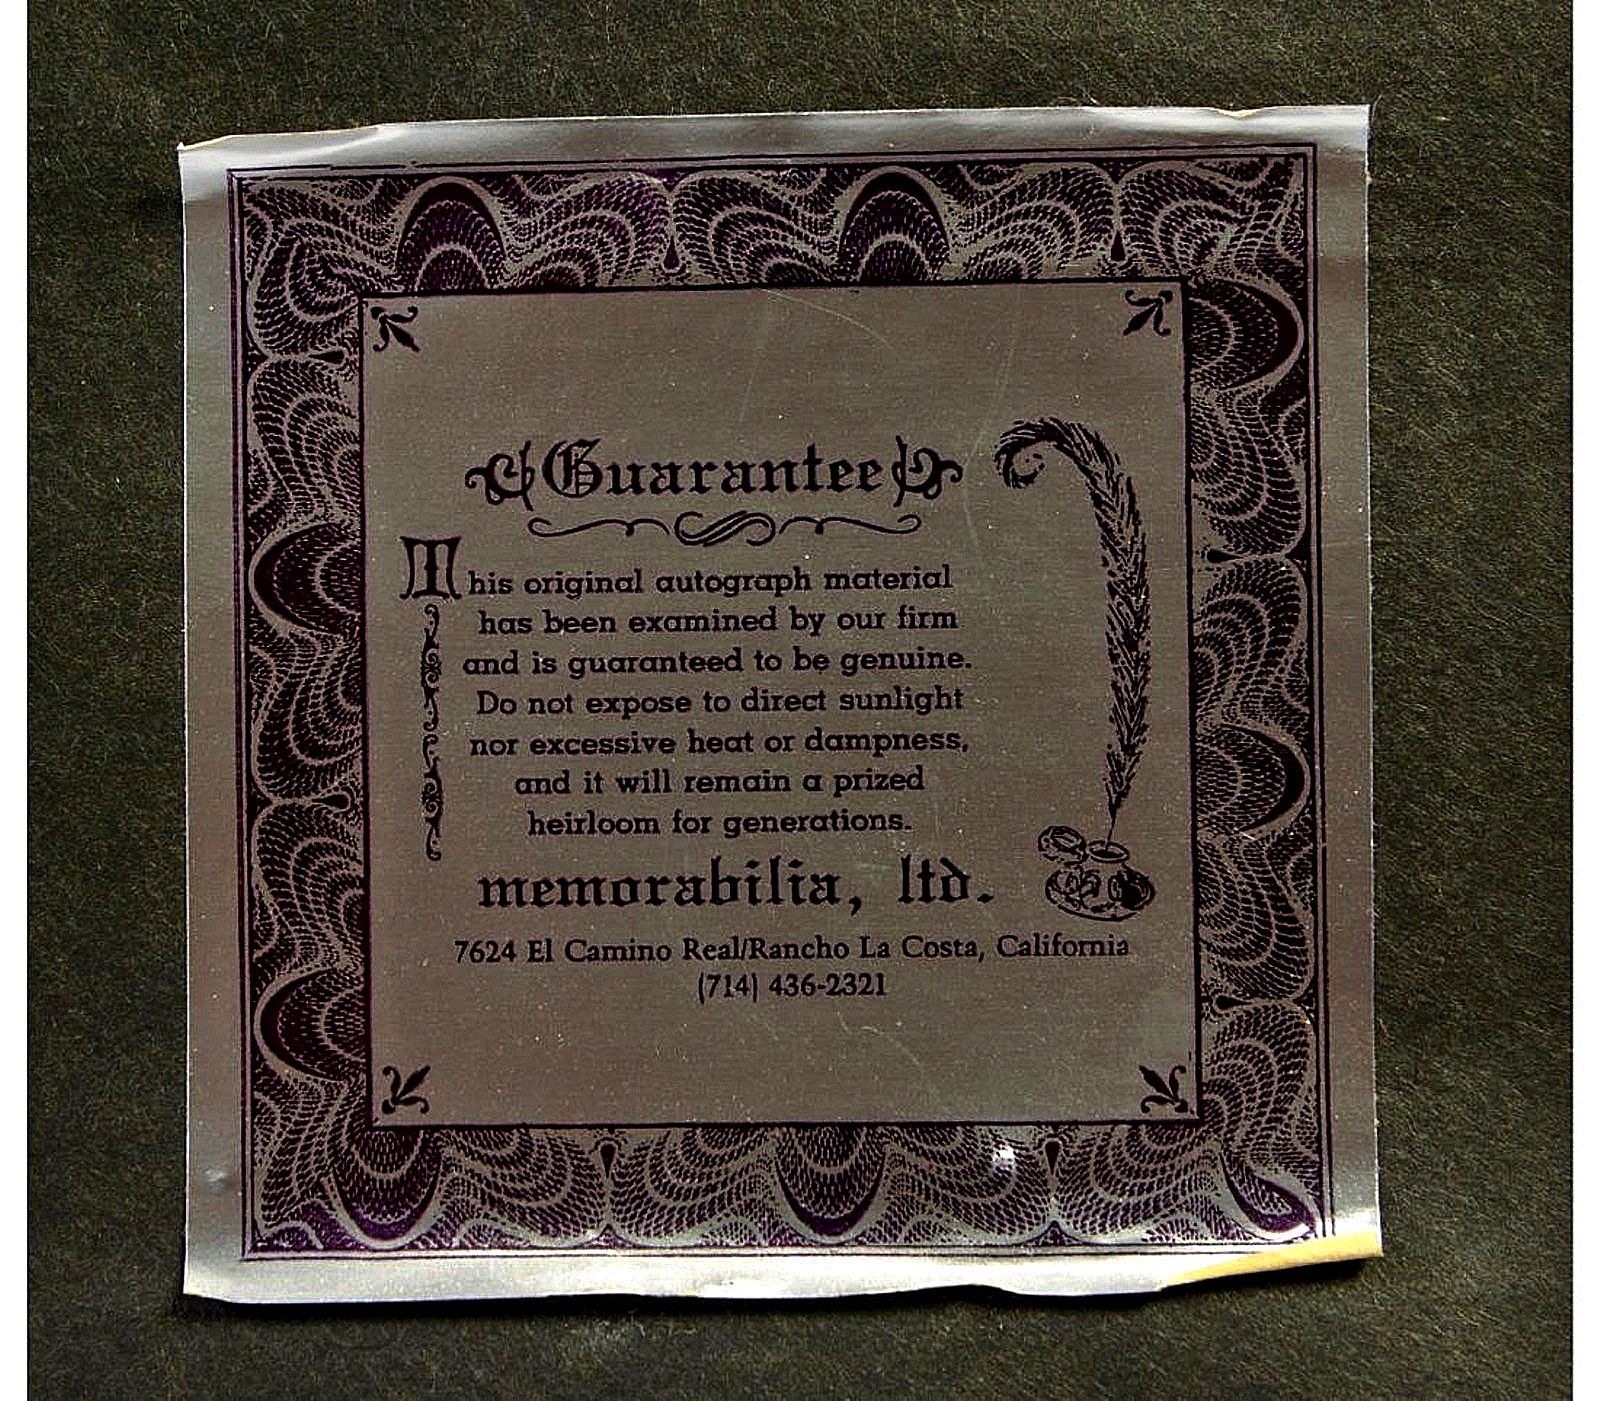 Guarantee
This original autograph material
has been examined by our firm
and is guaranteed to be genuine.
Do not expose to direct sunlight
nor excessive heat or dampness,
and it will remain a prized
heirloom for generations.
memorabilia, ltd.
7624 El Camino Real/Rancho La Costa, California
(714) 436-2321